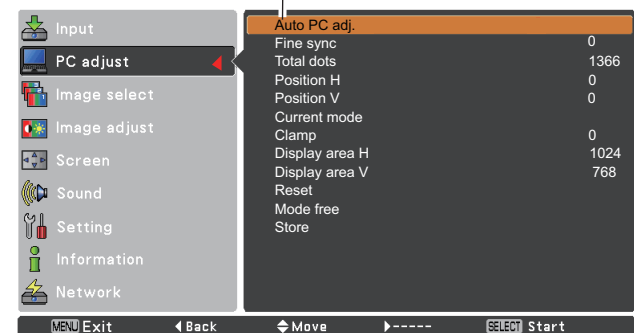 Input
PC adjust
Image select
Image adjust
Screen
Sound
Setting
Information
Network
Auto PC adj.
Fine sync 0
Total dots 1366
Position H 0
Position V 0
Current mode
Clamp 0
Display area H 1024
Display area V 768
Reset
Mode free
Store
MENU Exit ◀Back ◆Move ▶----- SELECT Start